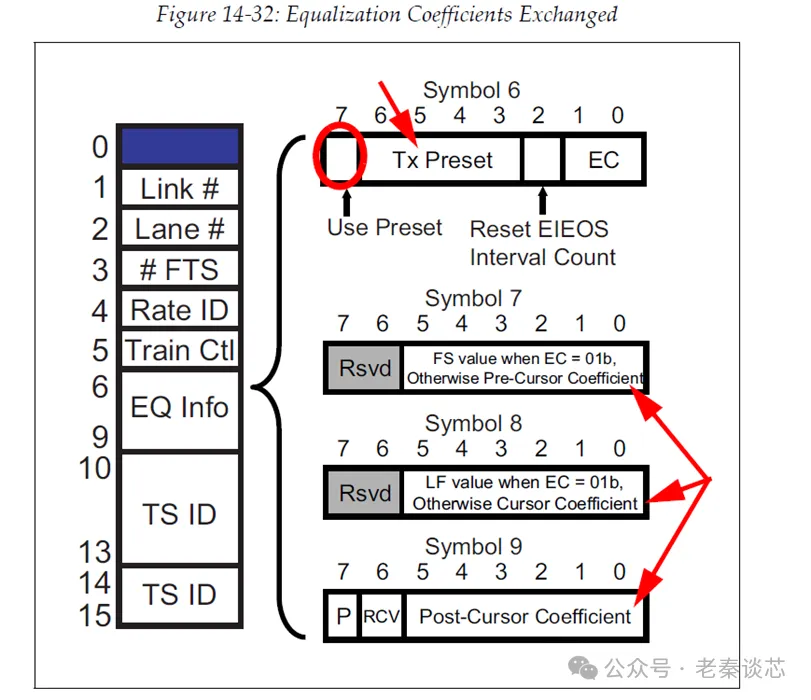 Figure 14-32: Equalization Coefficients Exchanged
0
1 Link #
2 Lane #
3 # FTS
4 Rate ID
5 Train Ctl
6
EQ Info
9
10
TS ID
13
14
TS ID
15
Symbol 6
7 6 5 4 3 2 1 0
Tx Preset EC
Use Preset
Reset EIEOS
Interval Count
Symbol 7
7 6 5 4 3 2 1 0
Rsvd
FS value when EC = 01b,
Otherwise Pre-Cursor Coefficient
Symbol 8
7 6 5 4 3 2 1 0
Rsvd
LF value when EC = 01b,
Otherwise Cursor Coefficient
Symbol 9
7 6 5 4 3 2 1 0
P RCV Post-Cursor Coefficient
公众号 · 老秦谈芯